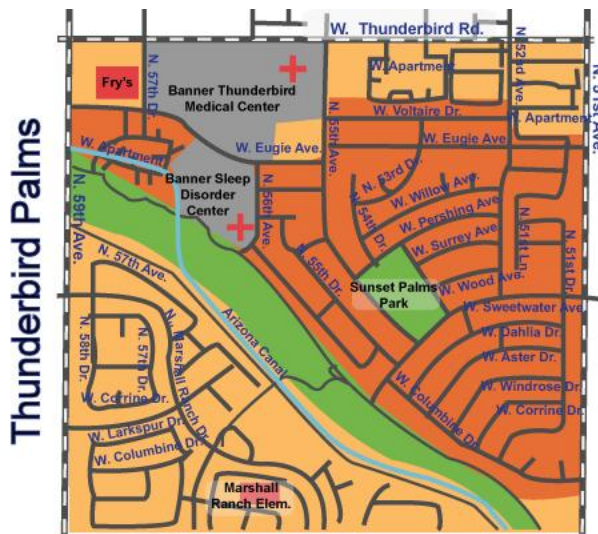 Thunderbird Palms
W. Thunderbird Rd.
Fry's
N. 57th Dr.
Banner Thunderbird
Medical Center
W. Apartment
N. 52nd Ave.
N. 51st Ave.
W. Voltaire Dr.
W. Apartment
N. 55th Ave.
W. Eugie Ave.
W. Eugie Ave.
W. Apartment
Banner Sleep
Disorder
Center
N. 59th Ave.
N. 56th Ave.
N. 53rd Dr.
N. 54th Dr.
W. Willow Ave.
W. Pershing Ave.
W. Surrey Ave.
N. 51st Ln.
N. 51st Dr.
N. 57th Ave.
N. 55th Dr.
Sunset Palms
Park
W. Wood Ave.
W. Sweetwater Ave.
Arizona Canal
N. 58th Dr.
N. 57th Dr.
N. Marshall Ranch Dr.
W. Dahlia Dr.
W. Aster Dr.
W. Columbine Dr.
W. Windrose Dr.
W. Corrine Dr.
W. Corrine Dr.
W. Larkspur Dr.
W. Columbine Dr.
Marshall
Ranch Elem.